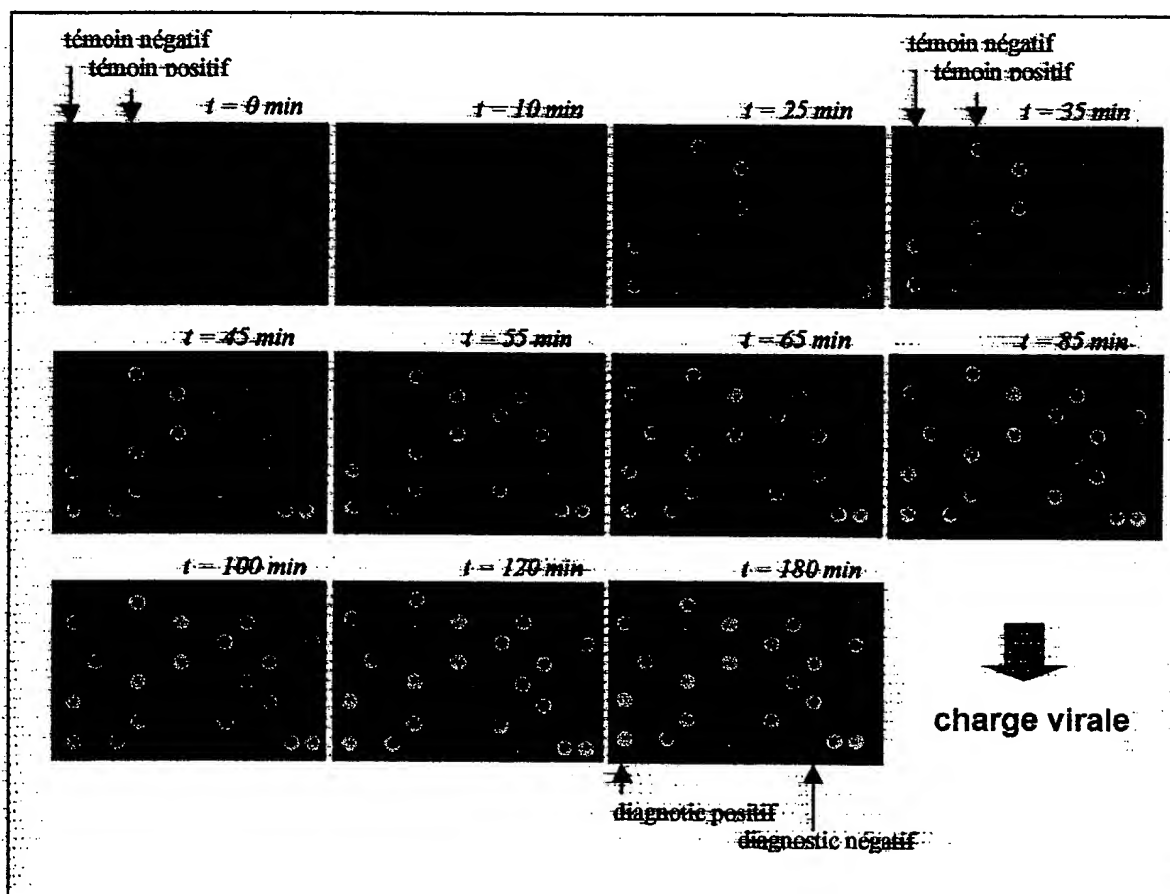 témoin négatif
témoin positif
témoin négatif
témoin positif
t = 0 min
t = 10 min
t = 25 min
t = 35 min
t = 45 min
t = 55 min
t = 65 min
t = 85 min
t = 100 min
t = 120 min
t = 180 min
charge virale
diagnotic positif
diagnostic négatif